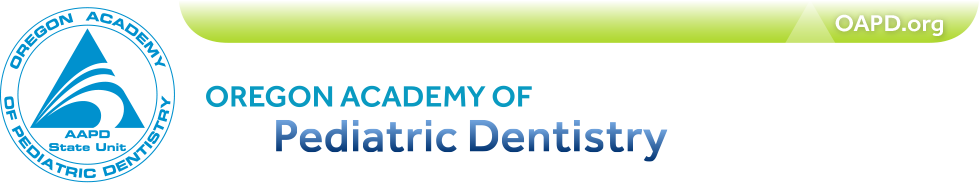 OREGON ACADEMY
OF PEDIATRIC DENTISTRY
AAPD
State Unit
OAPD.org
OREGON ACADEMY OF
Pediatric Dentistry